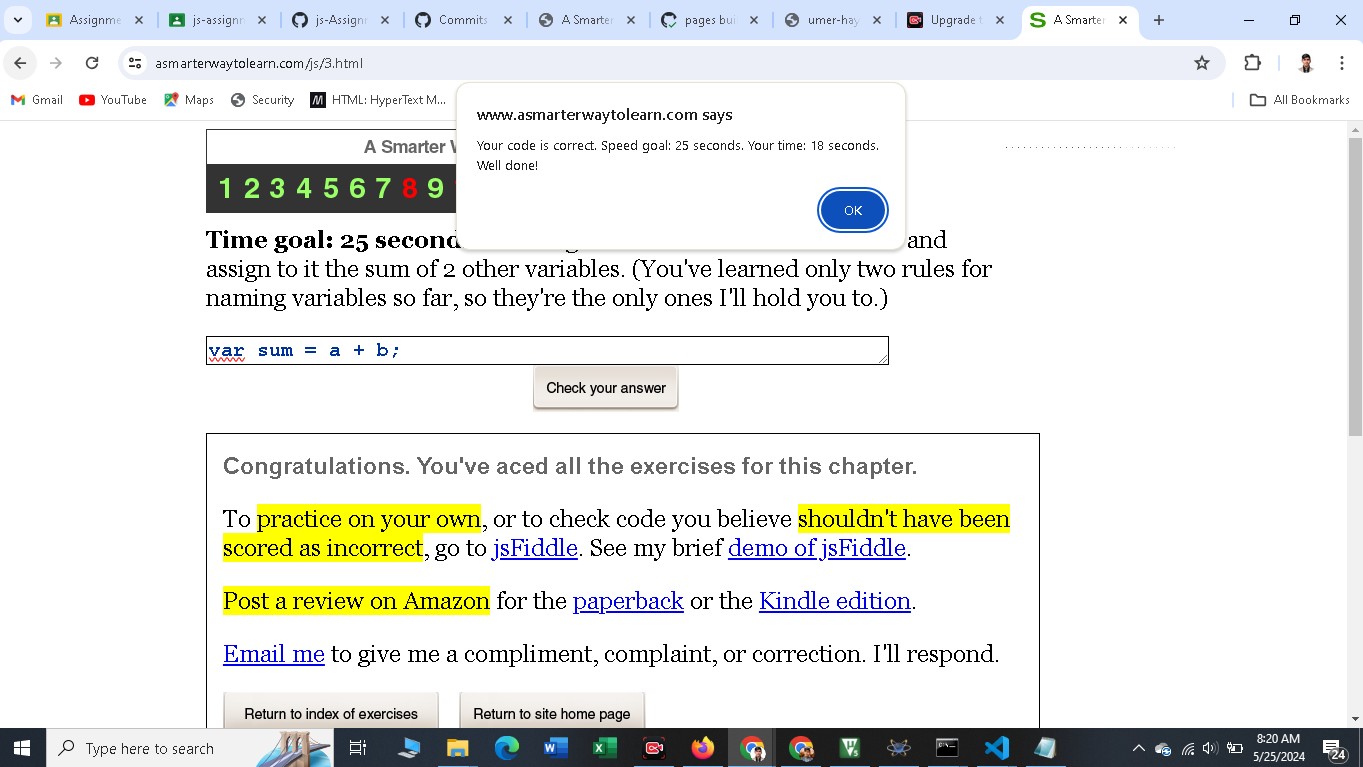 Assignme
js-assignn
js-Assignn
Commits
A Smarter
pages bui
umer-hay
Upgrade t
A Smarte
asmarterwaytolearn.com/js/3.html
Gmail YouTube Maps Security HTML: HyperText M... All Bookmarks
www.asmarterwaytolearn.com says
Your code is correct. Speed goal: 25 seconds. Your time: 18 seconds.
Well done!
OK
A Smarter
1 2 3 4 5 6 7 8 9
Time goal: 25 second and
assign to it the sum of 2 other variables. (You've learned only two rules for
naming variables so far, so they're the only ones I'll hold you to.)
var sum = a + b;
Check your answer
Congratulations. You've aced all the exercises for this chapter.
To practice on your own, or to check code you believe shouldn't have been
scored as incorrect, go to jsFiddle. See my brief demo of jsFiddle.
Post a review on Amazon for the paperback or the Kindle edition.
Email me to give me a compliment, complaint, or correction. I'll respond.
Return to index of exercises Return to site home page
Type here to search
8:20 AM
5/25/2024
24